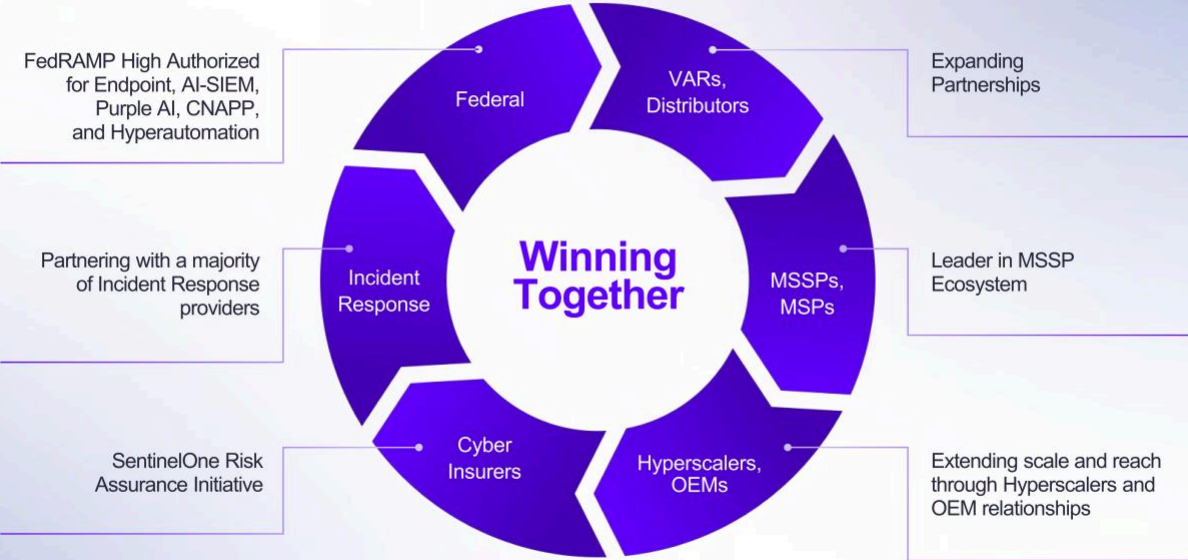 FedRAMP High Authorized
for Endpoint, AI-SIEM,
Purple AI, CNAPP,
and Hyperautomation
Federal
VARs,
Distributors
Expanding
Partnerships
Partnering with a majority
of Incident Response
providers
Incident
Response
Winning
Together
MSSPs,
MSPs
Leader in MSSP
Ecosystem
SentinelOne Risk
Assurance Initiative
Cyber
Insurers
Hyperscalers,
OEMs
Extending scale and reach
through Hyperscalers and
OEM relationships